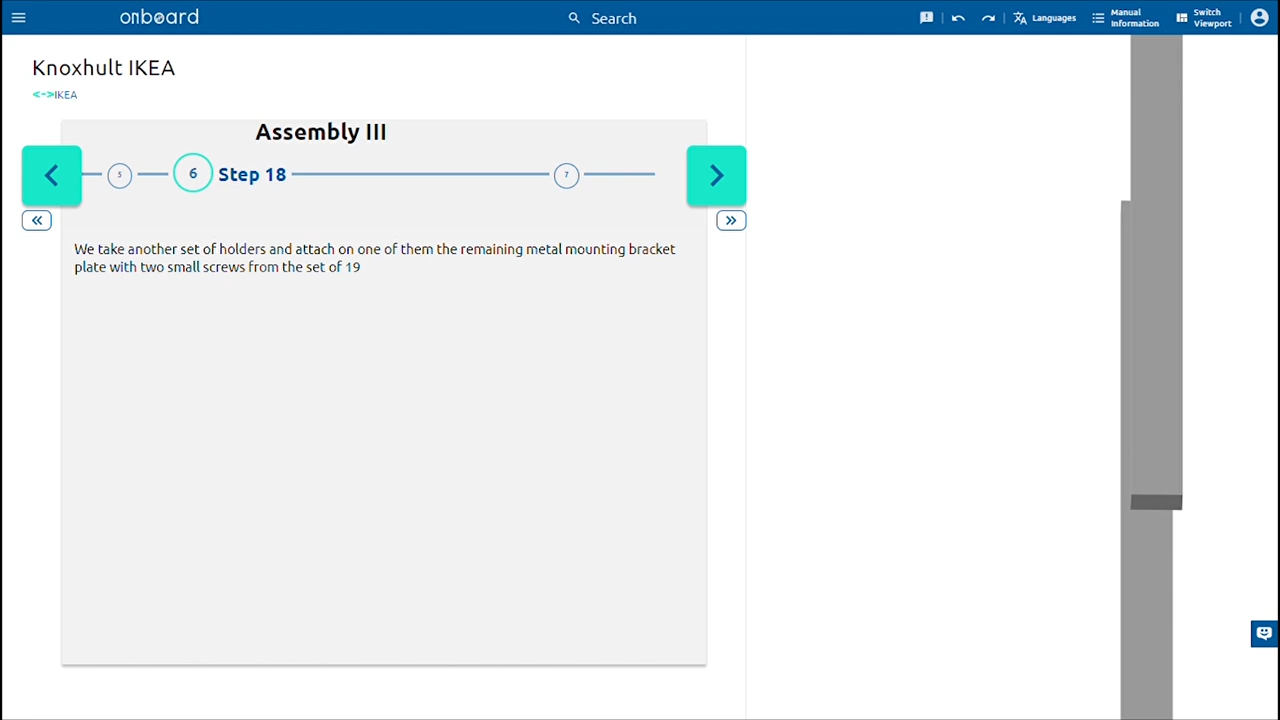 onboard
Search
Languages
Manual
Information
Switch
Viewport
Knoxhult IKEA
<->IKEA
Assembly III
5
6
Step 18
7
We take another set of holders and attach on one of them the remaining metal mounting bracket
plate with two small screws from the set of 19